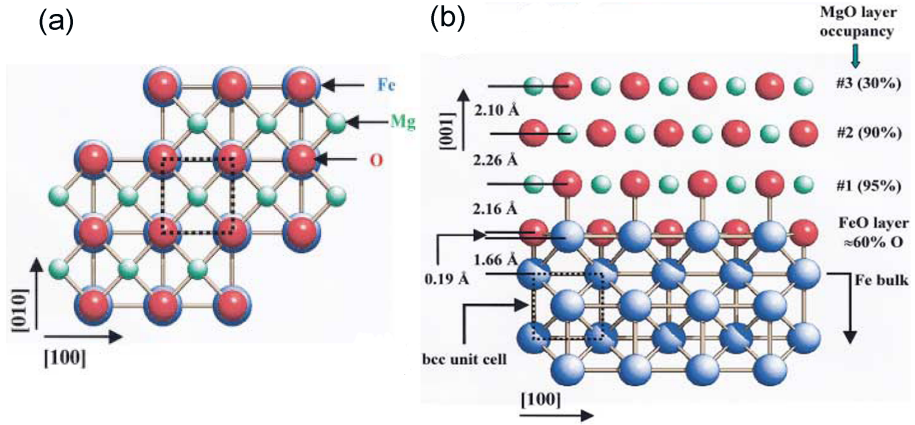 (a)
Fe
Mg
O
[010]
[100]
(b)
MgO layer
occupancy
[001]
2.10 Å
2.26 Å
2.16 Å
1.66 Å
0.19 Å
#3 (30%)
#2 (90%)
#1 (95%)
FeO layer
≈60% O
Fe bulk
bcc unit cell
[100]